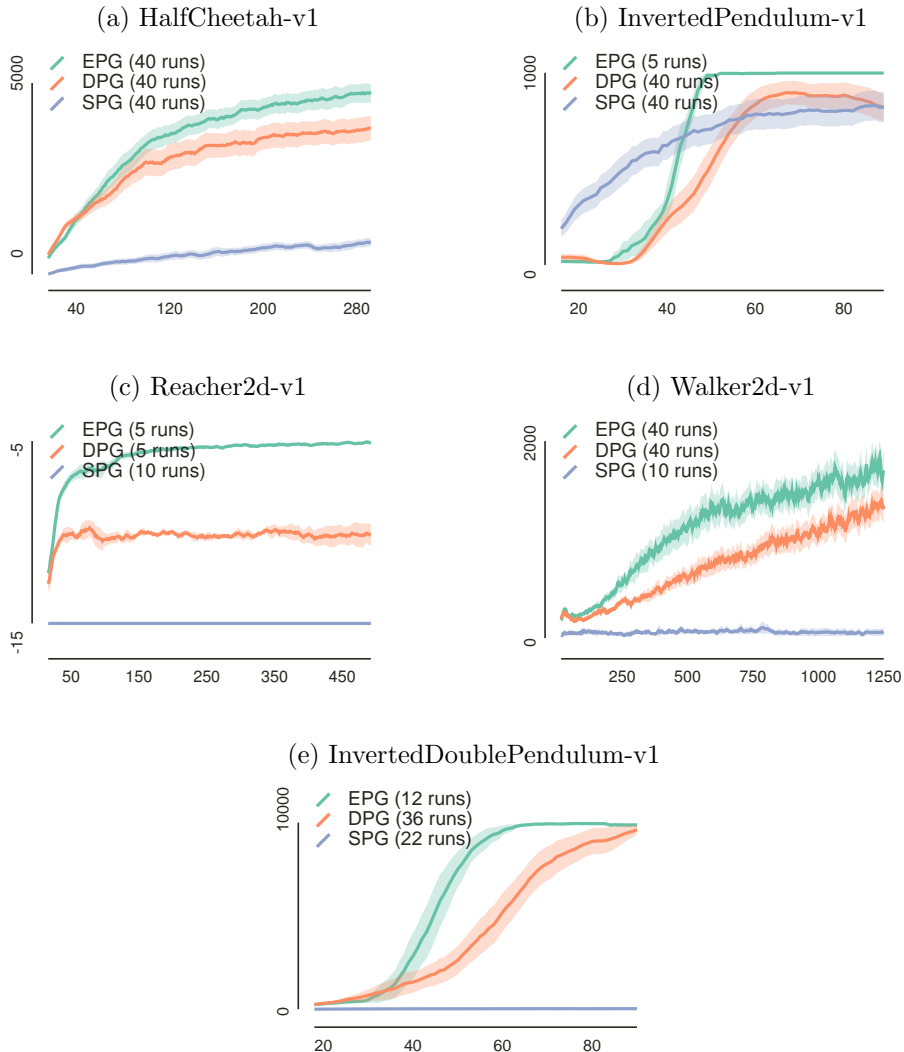 (a) HalfCheetah-v1
EPG (40 runs)
DPG (40 runs)
SPG (40 runs)
5000
0
40 120 200 280
(b) InvertedPendulum-v1
EPG (5 runs)
DPG (40 runs)
SPG (40 runs)
1000
0
20 40 60 80
(c) Reacher2d-v1
EPG (5 runs)
DPG (5 runs)
SPG (10 runs)
-5
-15
50 150 250 350 450
(d) Walker2d-v1
EPG (40 runs)
DPG (40 runs)
SPG (10 runs)
2000
0
250 500 750 1000 1250
(e) InvertedDoublePendulum-v1
EPG (12 runs)
DPG (36 runs)
SPG (22 runs)
10000
0
20 40 60 80